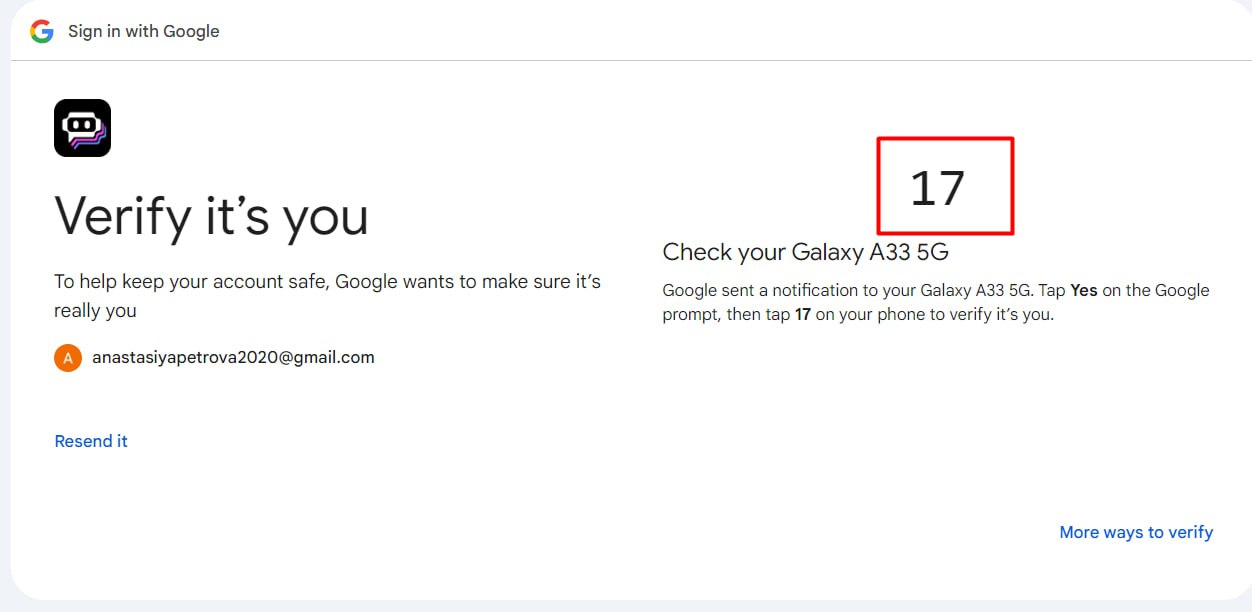 Sign in with Google
Verify it's you
To help keep your account safe, Google wants to make sure it's
really you
A
anastasiyapetrova2020@gmail.com
Resend it
17
Check your Galaxy A33 5G
Google sent a notification to your Galaxy A33 5G. Tap Yes on the Google
prompt, then tap 17 on your phone to verify it's you.
More ways to verify